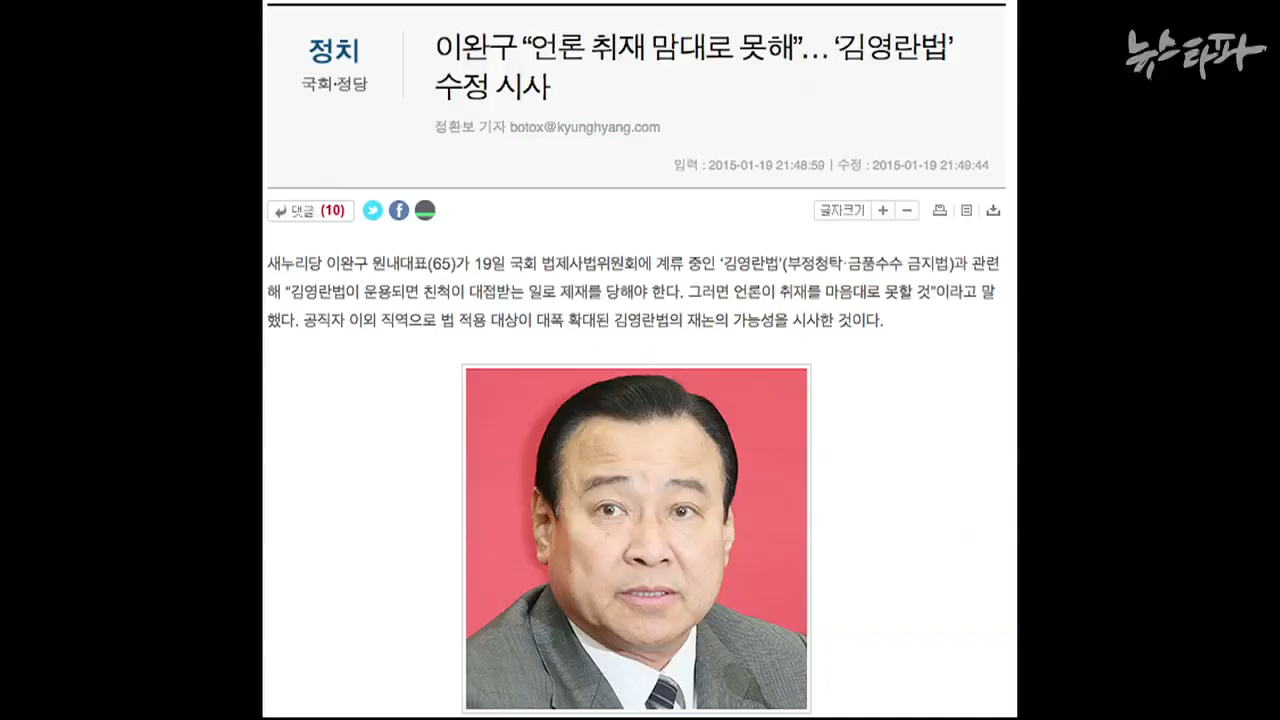 정치
국회·정당
이완구 “언론 취재 맘대로 못해”… ‘김영란법’
수정 시사
정환보 기자 botox@kyunghyang.com
입력 : 2015-01-19 21:48:59 | 수정 : 2015-01-19 21:49:44
뉴스타파
댓글 (10)
글자크기 + −
새누리당 이완구 원내대표(65)가 19일 국회 법제사법위원회에 계류 중인 ‘김영란법’(부정청탁·금품수수 금지법)과 관련
해 “김영란법이 운용되면 친척이 대접받는 일로 제재를 당해야 한다. 그러면 언론이 취재를 마음대로 못할 것”이라고 말
했다. 공직자 이외 직역으로 법 적용 대상이 대폭 확대된 김영란법의 재논의 가능성을 시사한 것이다.